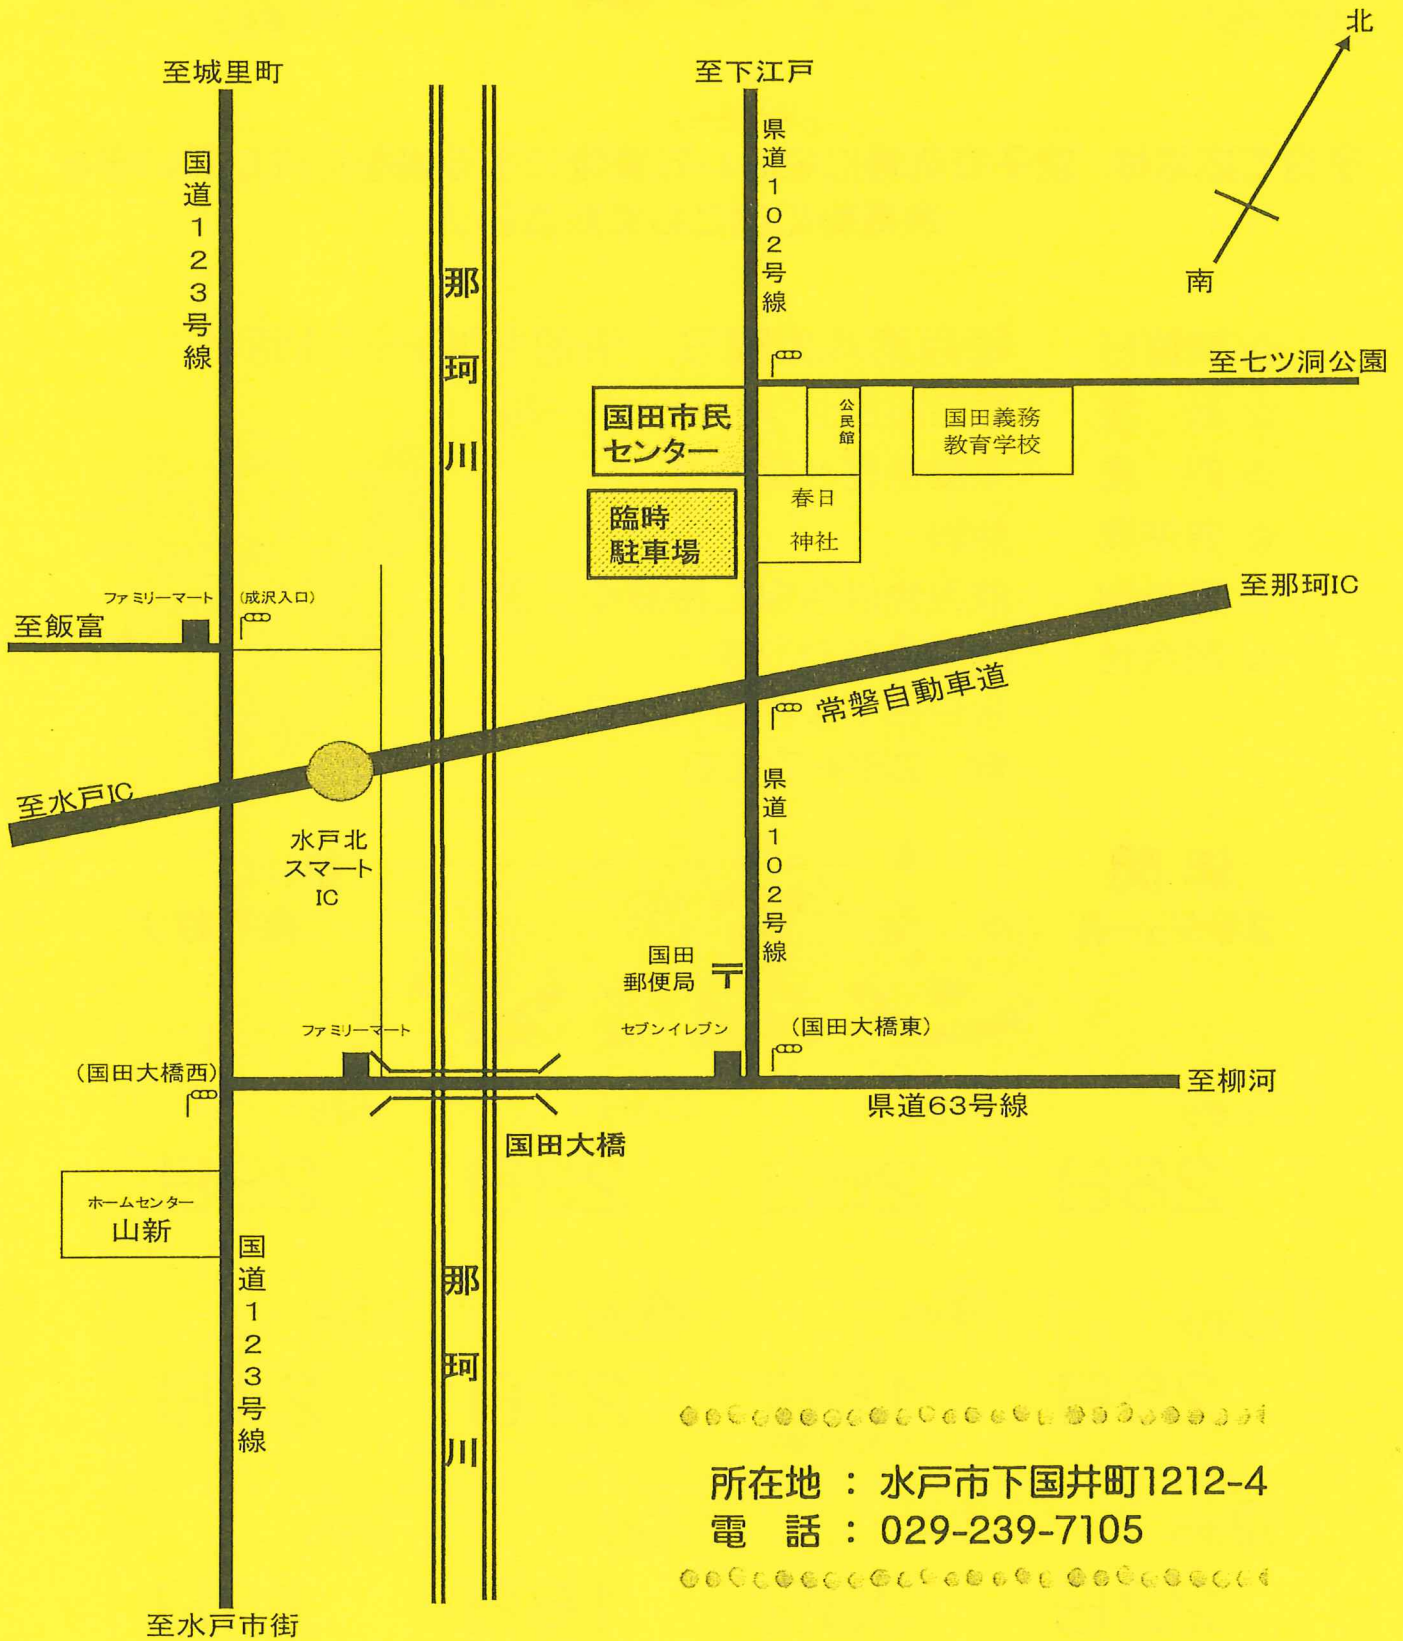 北
至城里町
至下江戸
国道123号線
県道102号線
那珂川
南
至七ツ洞公園
国田市民
センター
公民館
国田義務
教育学校
臨時
駐車場
春日
神社
至那珂IC
ファミリーマート
(成沢入口)
至飯富
常磐自動車道
至水戸IC
県道102号線
水戸北
スマート
IC
国田
郵便局
〒
ファミリーマート
セブンイレブン
(国田大橋東)
(国田大橋西)
至柳河
県道63号線
国田大橋
ホームセンター
山新
国道123号線
那珂川
所在地 : 水戸市下国井町1212-4
電 話 : 029-239-7105
至水戸市街